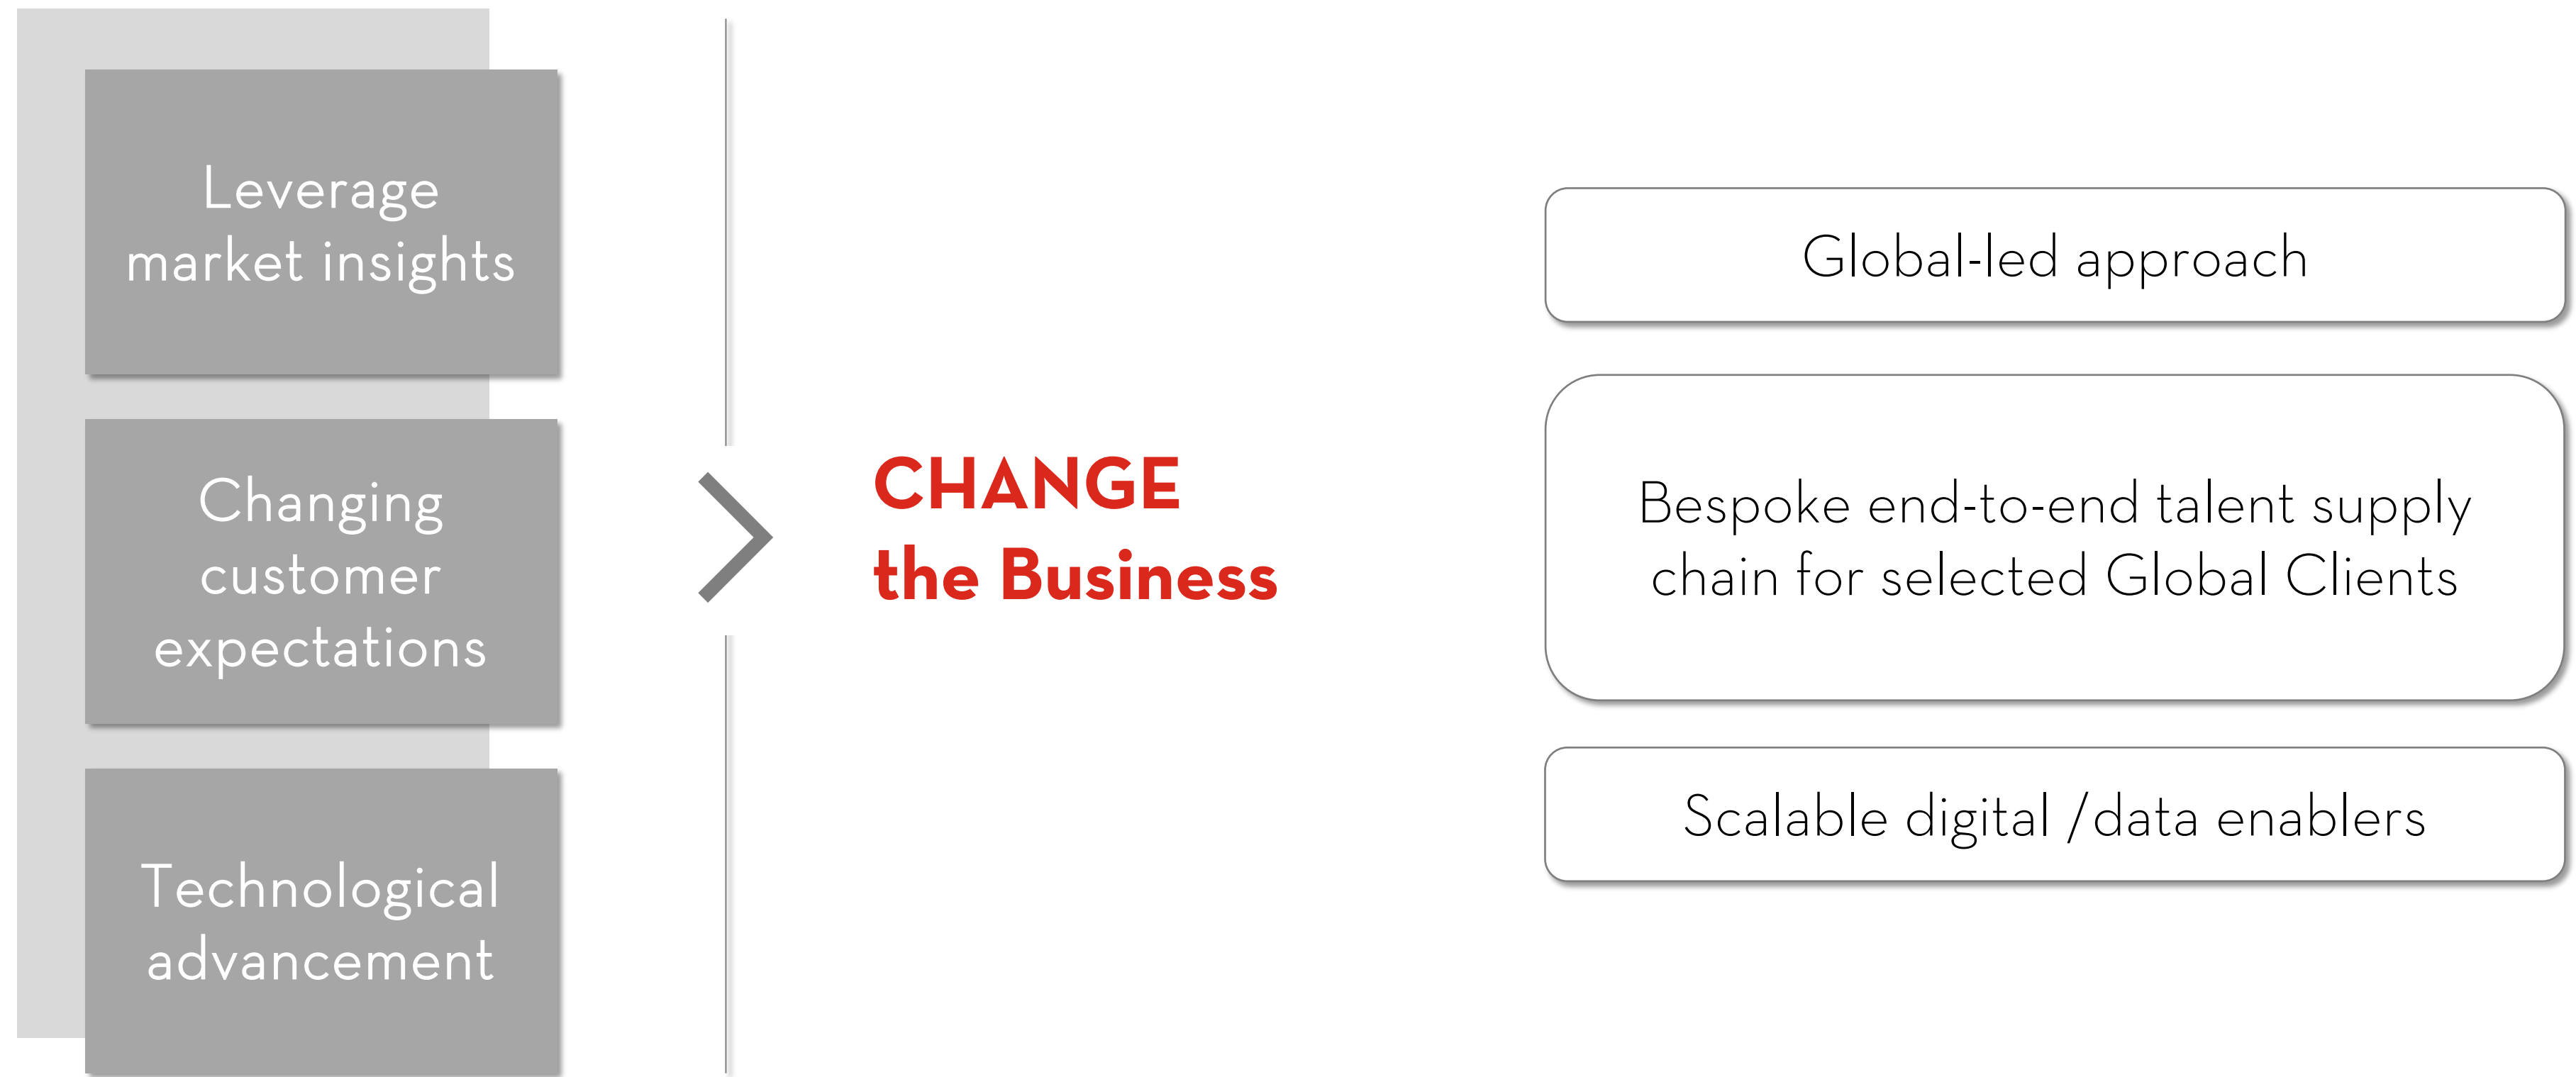 Leverage
market insights
Changing
customer
expectations
Technological
advancement
CHANGE
the Business
Global-led approach
Bespoke end-to-end talent supply
chain for selected Global Clients
Scalable digital /data enablers